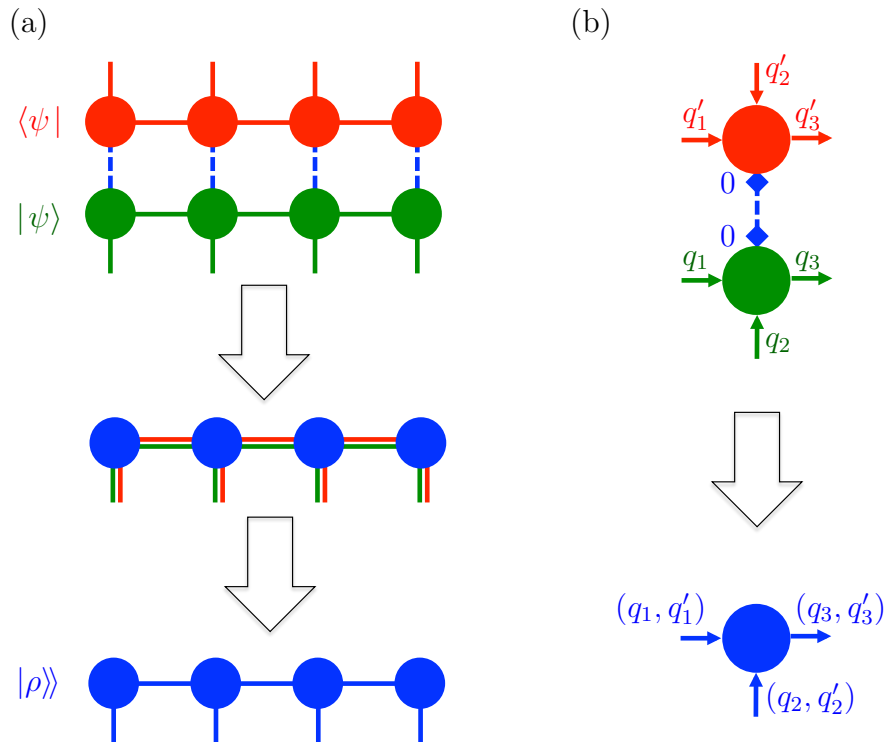 (a)
⟨ψ|
|ψ⟩
|ρ⟩⟩
(b)
q′₂
q′₁ q′₃
0
0
q₁ q₃
q₂
(q₁, q′₁) (q₃, q′₃)
(q₂, q′₂)